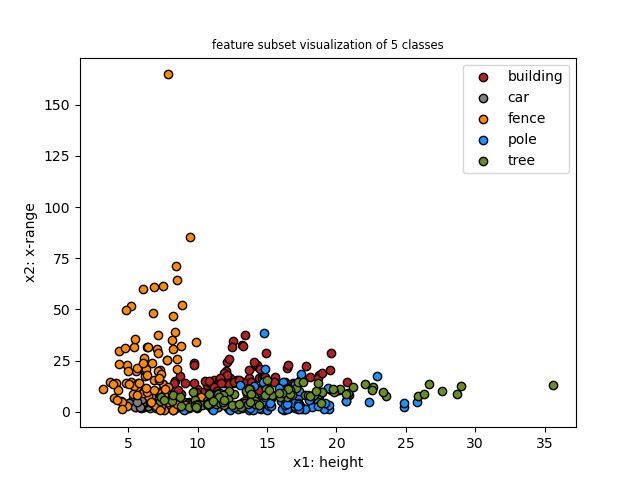 feature subset visualization of 5 classes
building
car
fence
pole
tree
x2: x-range
150
125
100
75
50
25
0
5 10 15 20 25 30 35
x1: height